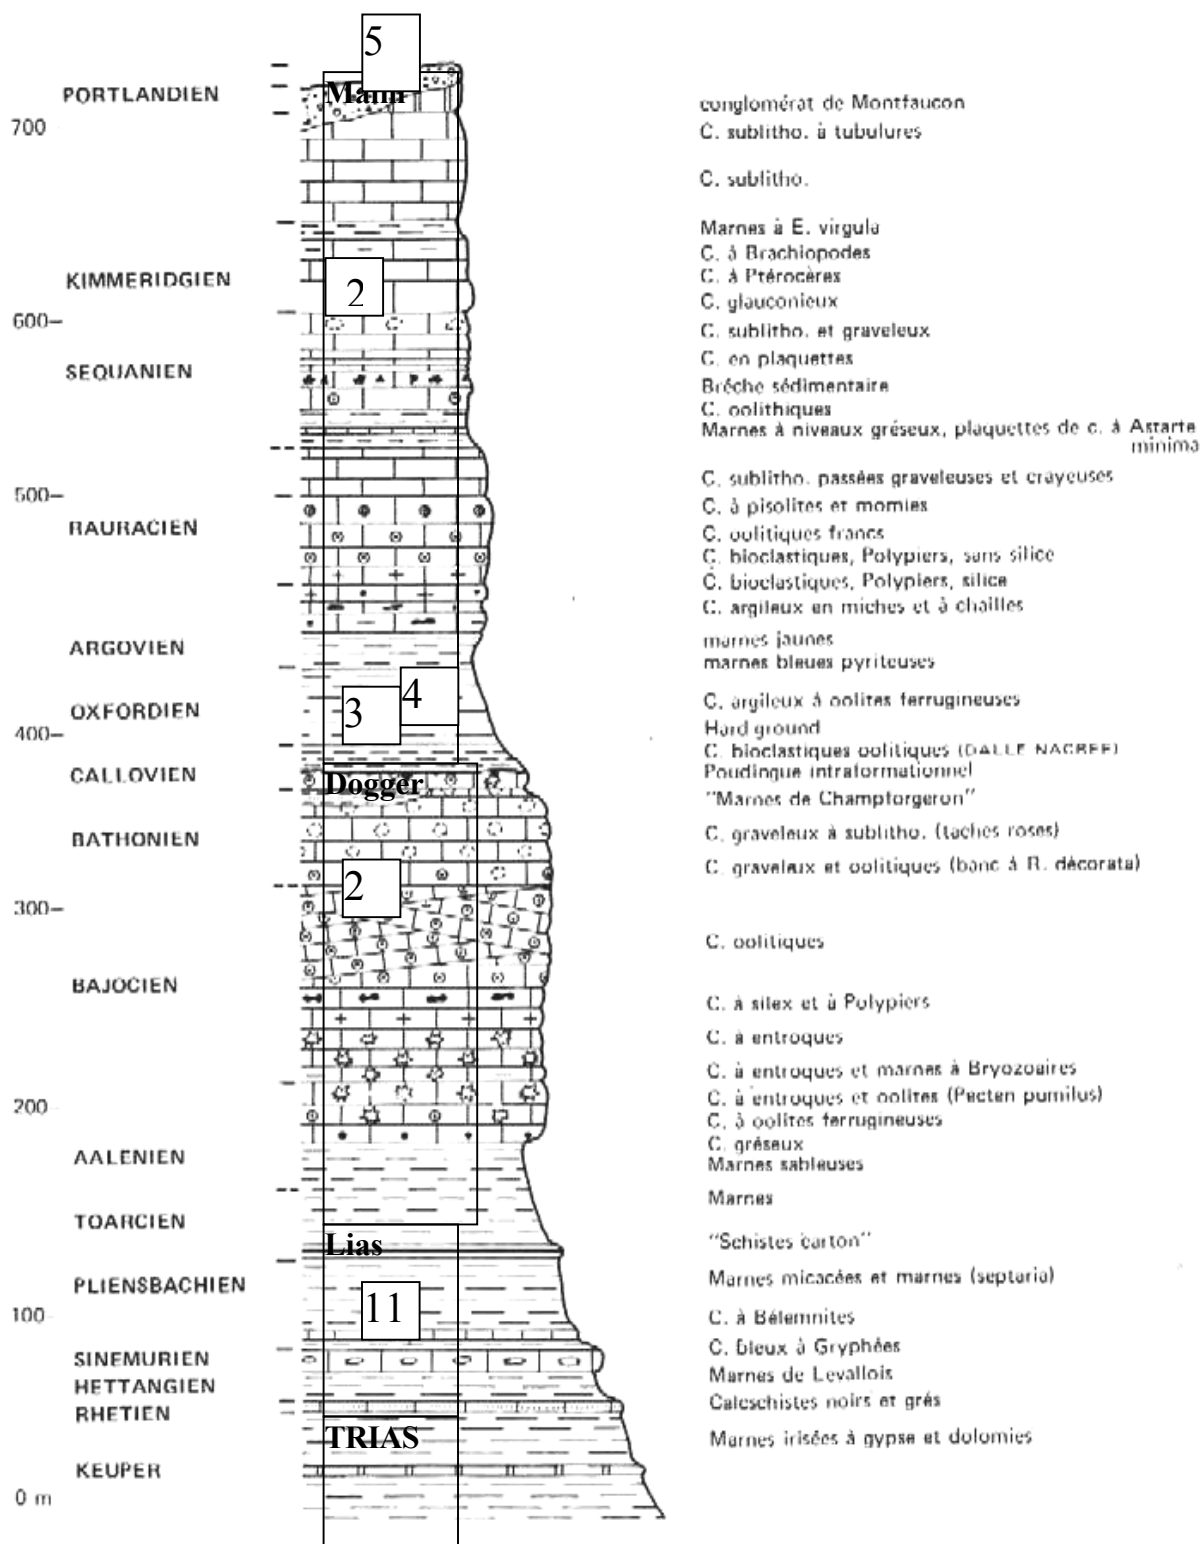 5
PORTLANDIEN
Malm
700
KIMMERIDGIEN
2
600
SEQUANIEN
500
RAURACIEN
ARGOVIEN
OXFORDIEN
3
4
400
CALLOVIEN
Dogger
BATHONIEN
2
300
BAJOCIEN
200
AALENIEN
TOARCIEN
Lias
PLIENSBACHIEN
11
100
SINEMURIEN
HETTANGIEN
RHETIEN
TRIAS
KEUPER
0 m
conglomérat de Montfaucon
C. sublitho. à tubulures
C. sublitho.
Marnes à E. virgula
C. à Brachiopodes
C. à Ptérocères
C. glauconieux
C. sublitho. et graveleux
C. en plaquettes
Brèche sédimentaire
C. oolithiques
Marnes à niveaux gréseux, plaquettes de c. à Astarte
minima
C. sublitho. passées graveleuses et crayeuses
C. à pisolites et momies
C. oolitiques francs
C. bioclastiques, Polypiers, sans silice
C. bioclastiques, Polypiers, silice
C. argileux en miches et à chailles
marnes jaunes
marnes bleues pyriteuses
C. argileux à oolites ferrugineuses
Hard ground
C. bioclastiques oolitiques (DALLE NACREE)
Poudingue intraformationnel
"Marnes de Champforgeron"
C. graveleux à sublitho. (taches roses)
C. graveleux et oolitiques (banc à R. décorata)
C. oolitiques
C. à silex et à Polypiers
C. à entroques
C. à entroques et marnes à Bryozoaires
C. à entroques et oolites (Pecten pumilus)
C. à oolites ferrugineuses
C. gréseux
Marnes sableuses
Marnes
"Schistes carton"
Marnes micacées et marnes (septaria)
C. à Bélemnites
C. bleux à Gryphées
Marnes de Levallois
Calcschistes noirs et grés
Marnes irisées à gypse et dolomies